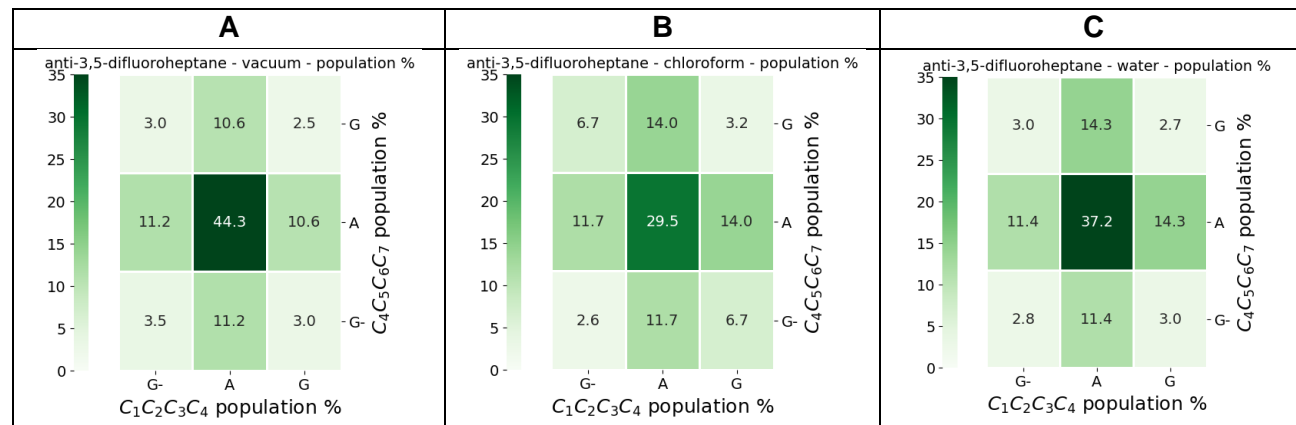 A
B
C
anti-3,5-difluoroheptane - vacuum - population %
35
30
25
20
15
10
5
0
3.0 10.6 2.5
11.2 44.3 10.6
3.5 11.2 3.0
G
A
G-
C₄C₅C₆C₇ population %
G- A G
C₁C₂C₃C₄ population %
anti-3,5-difluoroheptane - chloroform - population %
35
30
25
20
15
10
5
0
6.7 14.0 3.2
11.7 29.5 14.0
2.6 11.7 6.7
G
A
G-
C₄C₅C₆C₇ population %
G- A G
C₁C₂C₃C₄ population %
anti-3,5-difluoroheptane - water - population %
35
30
25
20
15
10
5
0
3.0 14.3 2.7
11.4 37.2 14.3
2.8 11.4 3.0
G
A
G-
C₄C₅C₆C₇ population %
G- A G
C₁C₂C₃C₄ population %